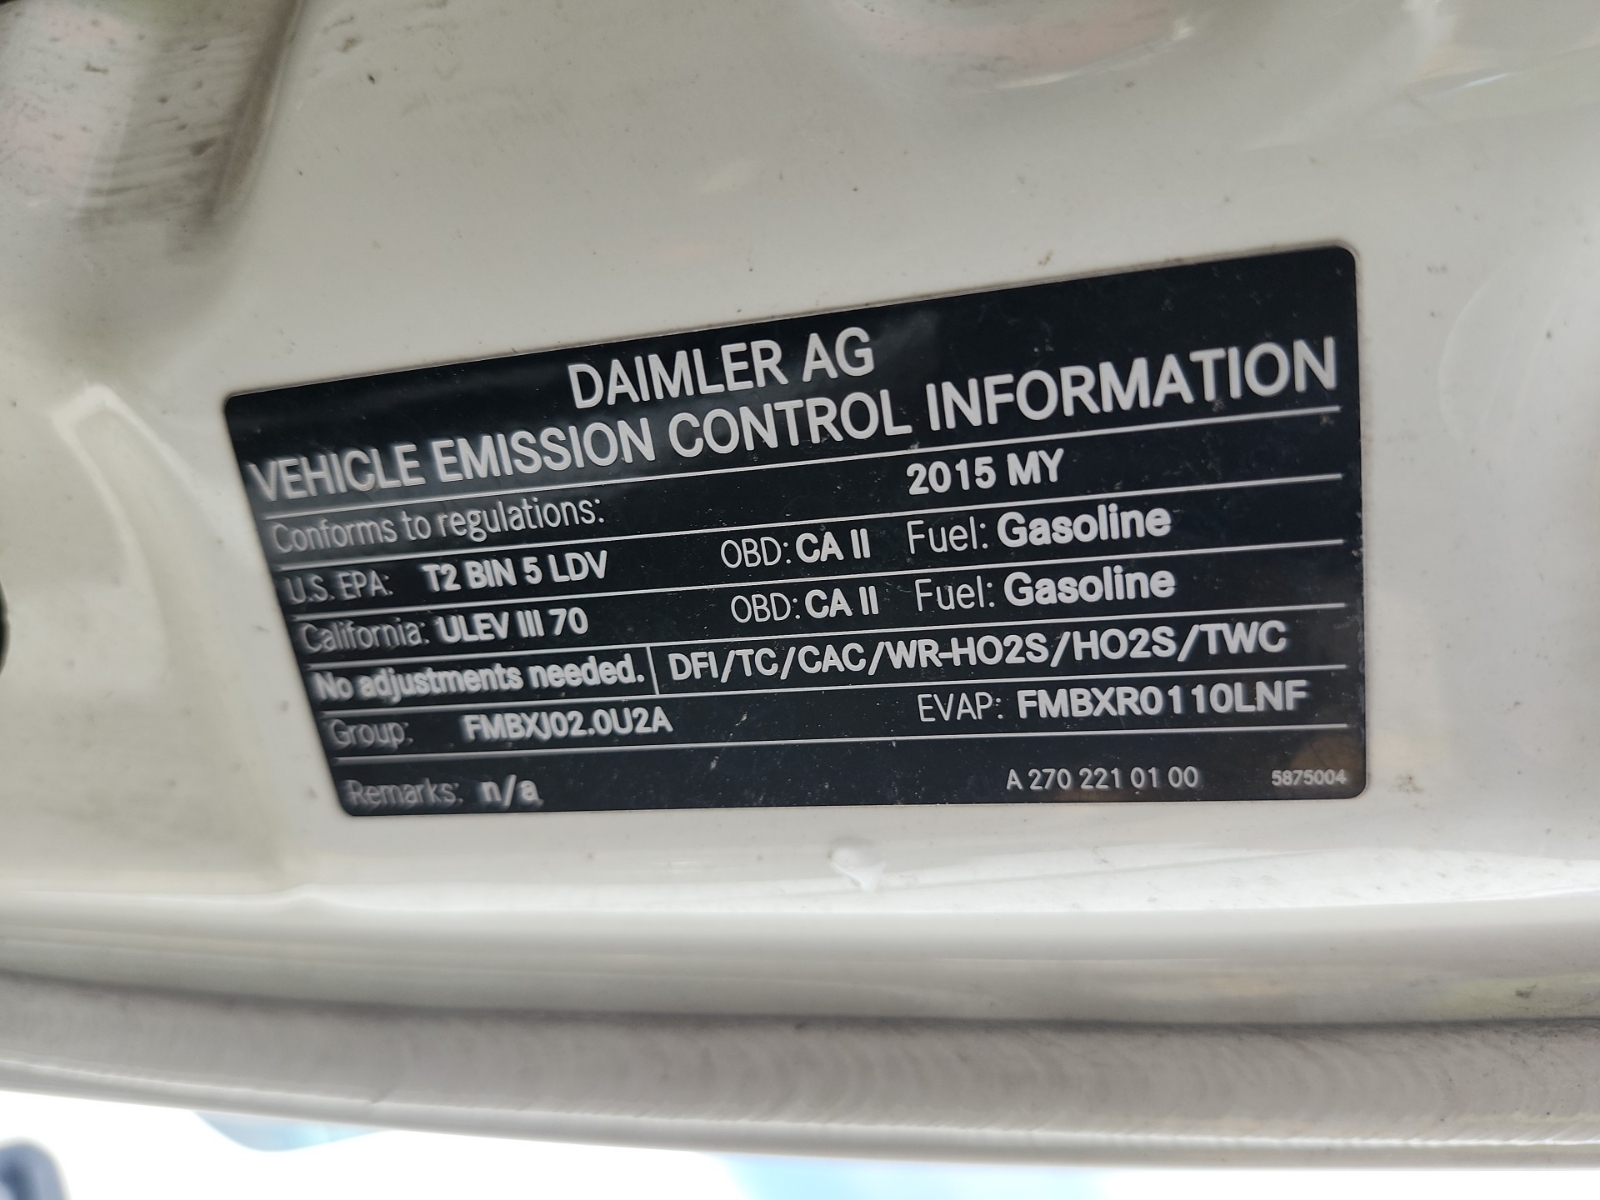 DAIMLER AG
VEHICLE EMISSION CONTROL INFORMATION
Conforms to regulations: 2015 MY
U.S. EPA: T2 BIN 5 LDV OBD: CA II Fuel: Gasoline
California: ULEV III 70 OBD: CA II Fuel: Gasoline
No adjustments needed. DFI/TC/CAC/WR-HO2S/HO2S/TWC
Group: FMBXJ02.0U2A EVAP: FMBXR0110LNF
Remarks: n/a A 270 221 01 00 5875004